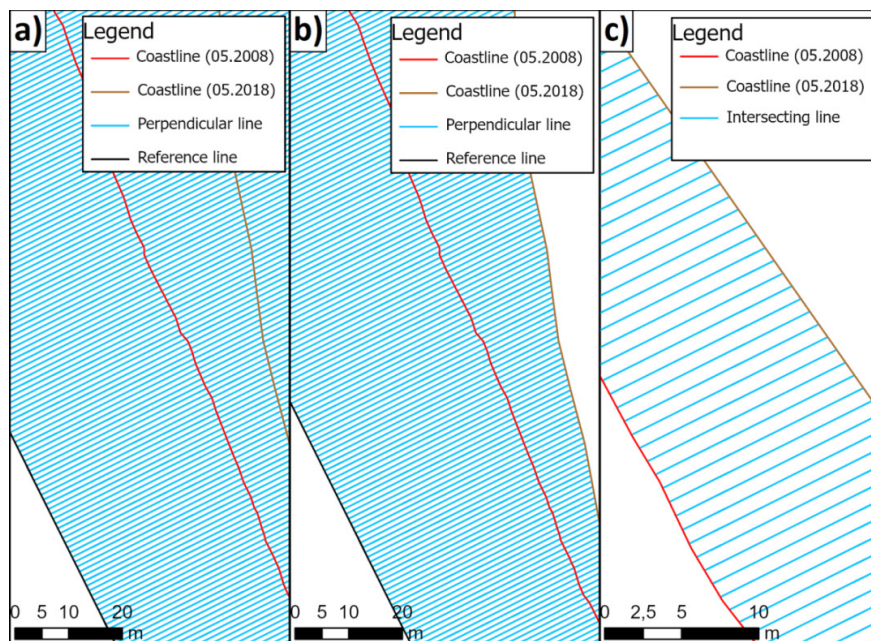 a)
Legend
Coastline (05.2008)
Coastline (05.2018)
Perpendicular line
Reference line
0 5 10 20 m
b)
Legend
Coastline (05.2008)
Coastline (05.2018)
Perpendicular line
Reference line
0 5 10 20 m
c)
Legend
Coastline (05.2008)
Coastline (05.2018)
Intersecting line
0 2,5 5 10 m